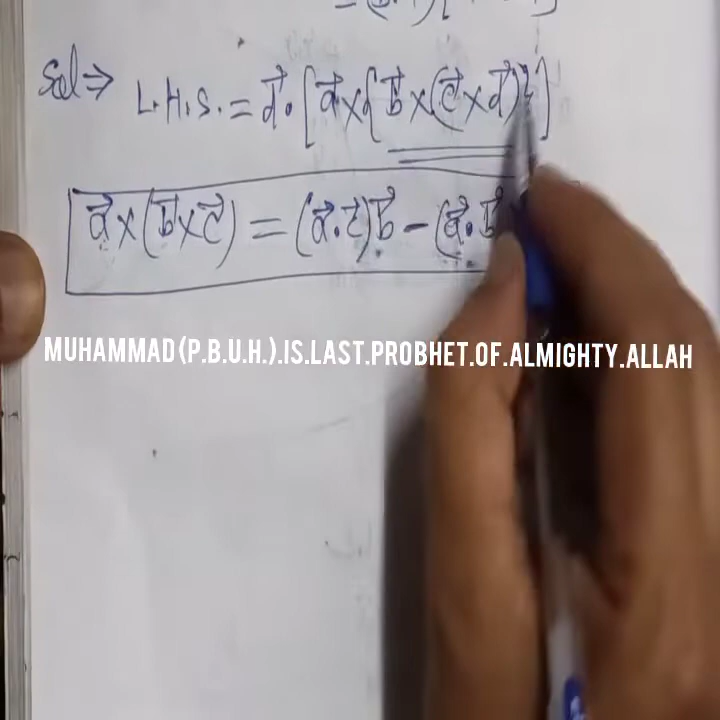 Sol⇒ L.H.S. = d⃗·[a⃗×{b⃗×(c⃗×d⃗)}]
a⃗×(b⃗×c⃗) = (a⃗·c⃗)b⃗ − (a⃗·b⃗
MUHAMMAD(P.B.U.H.).IS.LAST.PROBHET.OF.ALMIGHTY.ALLAH